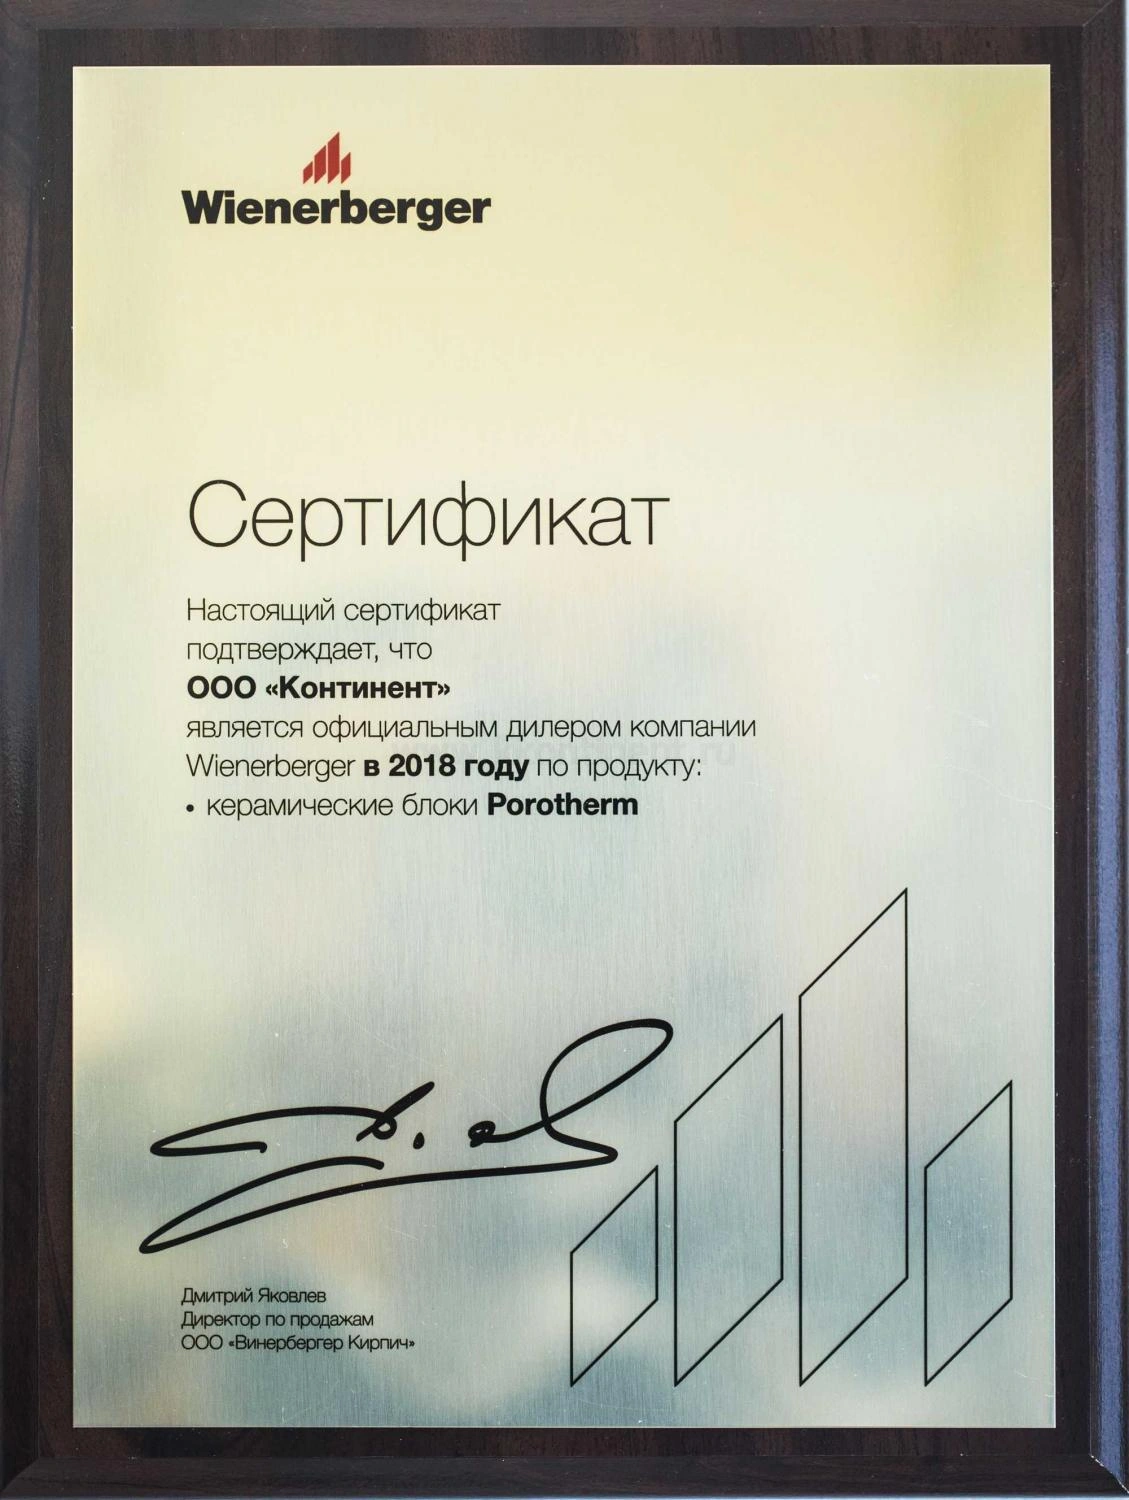 Wienerberger
Сертификат
Настоящий сертификат
подтверждает, что
ООО «Континент»
является официальным дилером компании
Wienerberger в 2018 году по продукту:
• керамические блоки Porotherm
Дмитрий Яковлев
Директор по продажам
ООО «Винербергер Кирпич»